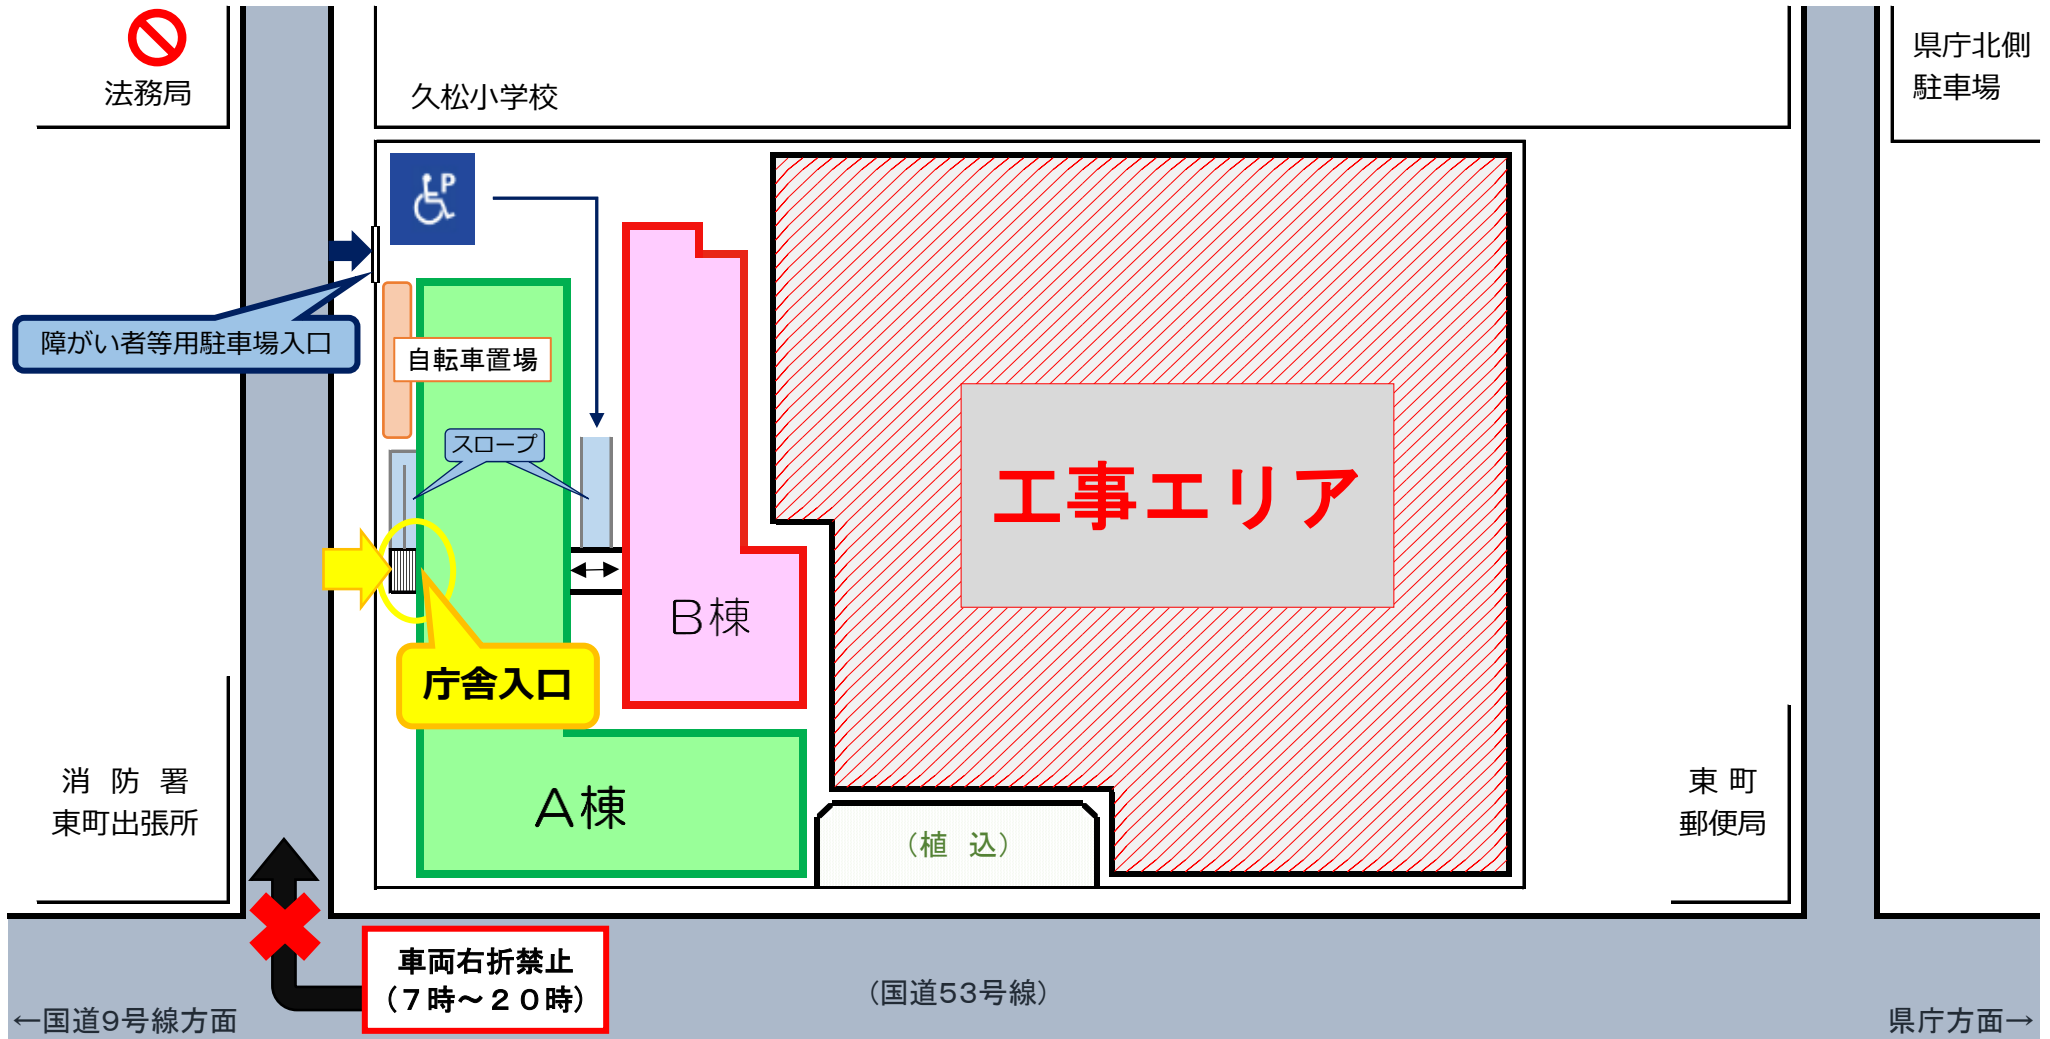 法務局
久松小学校
県庁北側
駐車場
P
障がい者等用駐車場入口
自転車置場
スロープ
工事エリア
B棟
庁舎入口
A棟
消 防 署
東町出張所
(植 込)
東 町
郵便局
車両右折禁止
(７時～２０時)
(国道53号線)
←国道9号線方面
県庁方面→